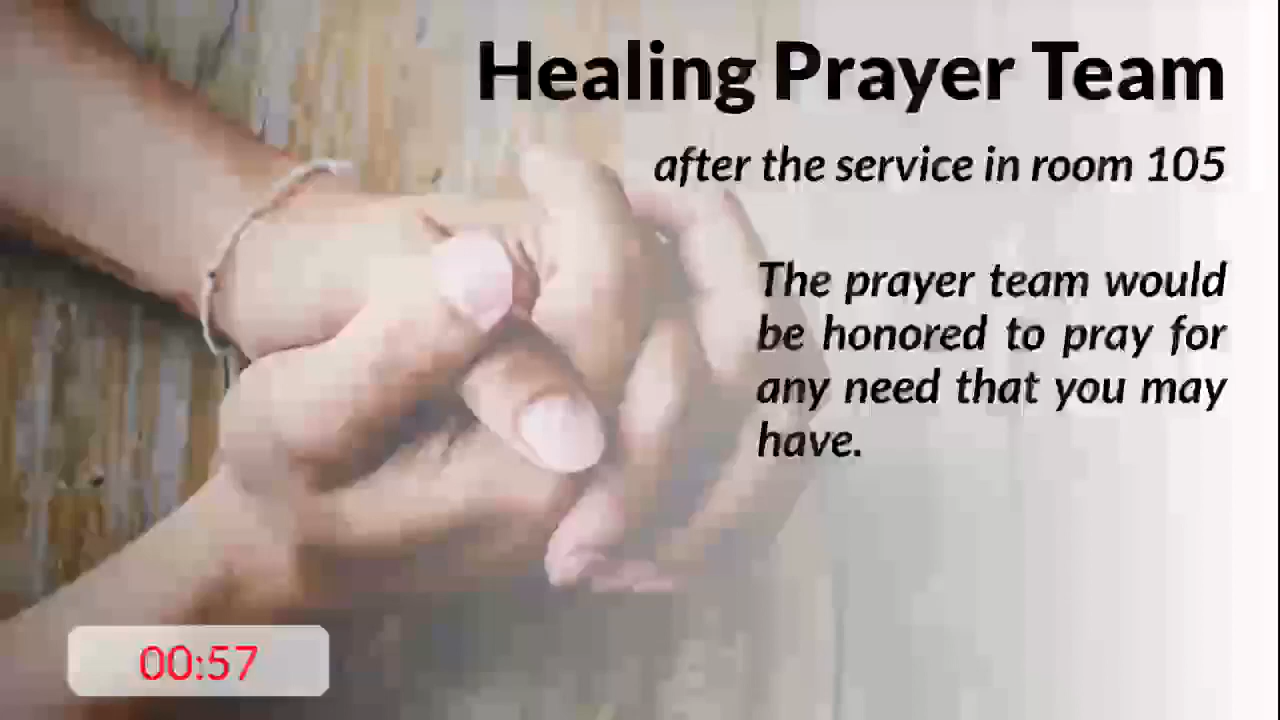 Healing Prayer Team
after the service in room 105
The prayer team would
be honored to pray for
any need that you may
have.
00:57